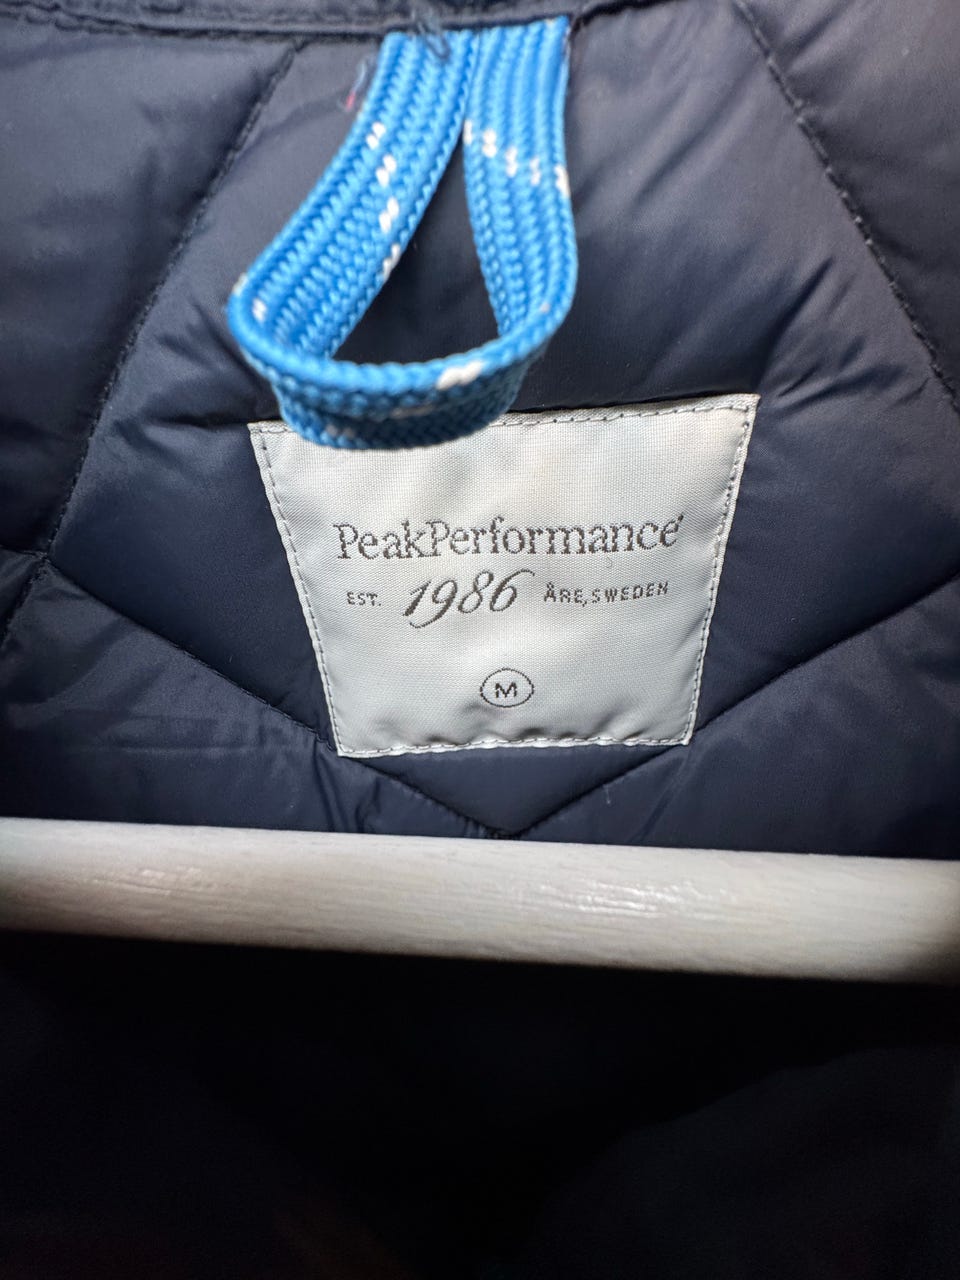 PeakPerformance
EST. 1986 ÅRE, SWEDEN
M